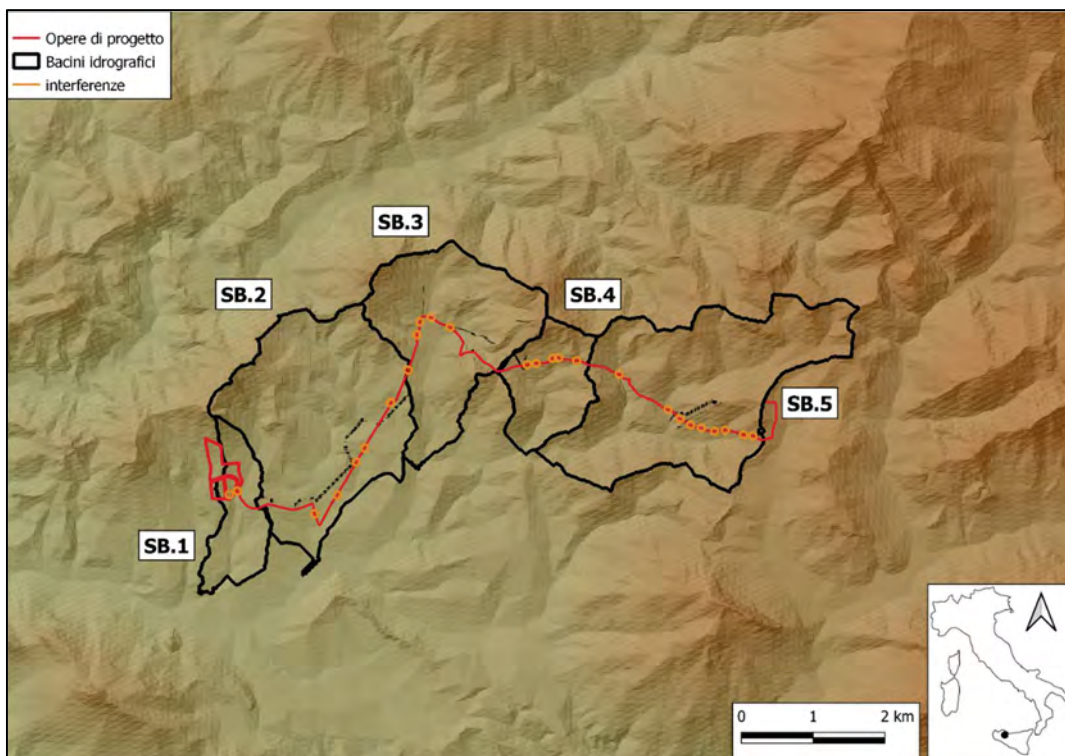 Opere di progetto
Bacini idrografici
interferenze
SB.3
SB.2
SB.4
SB.5
SB.1
0 1 2 km